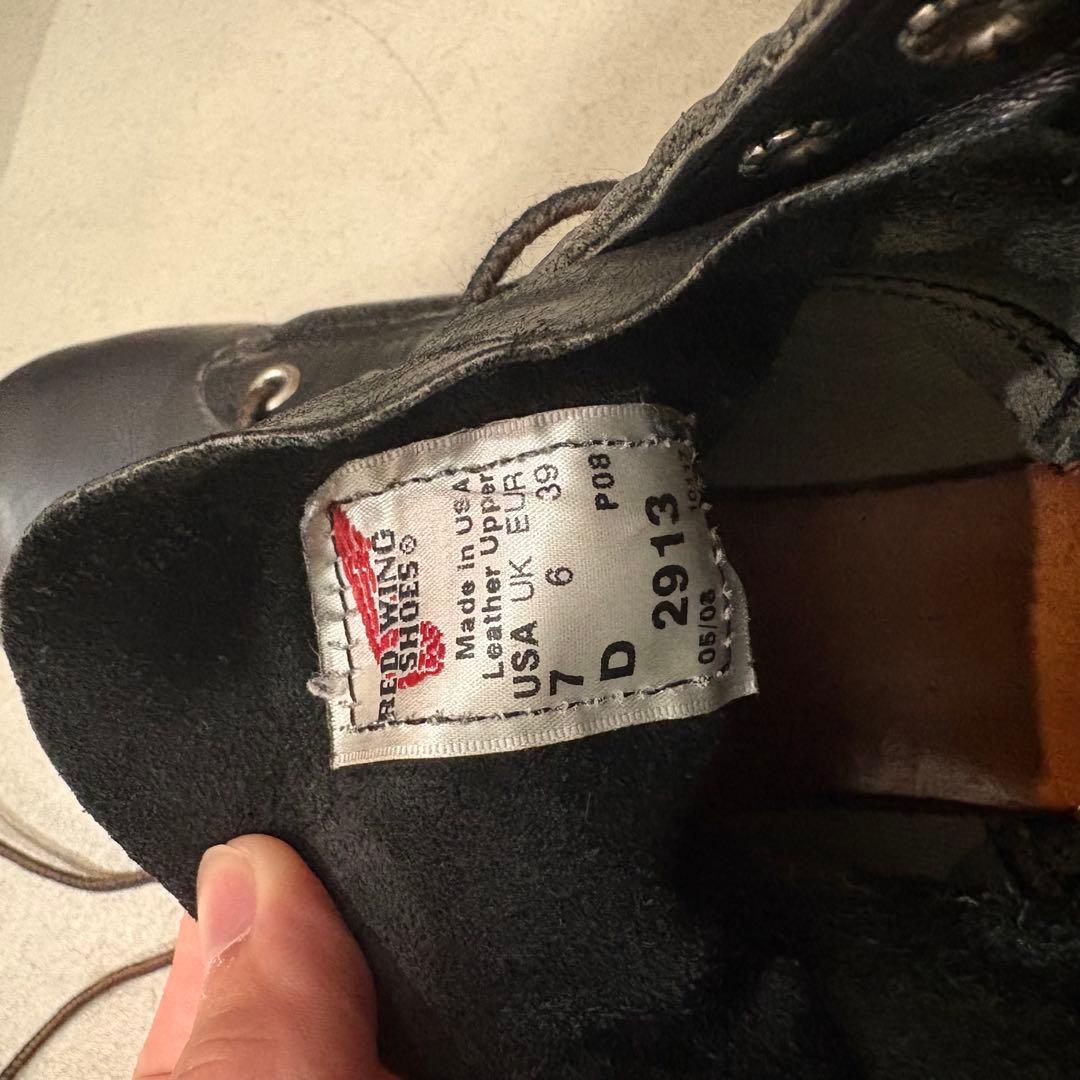 RED WING
SHOES®
Made in USA
Leather Upper
USA UK EUR
7 6 39
D P08
2913
05/08